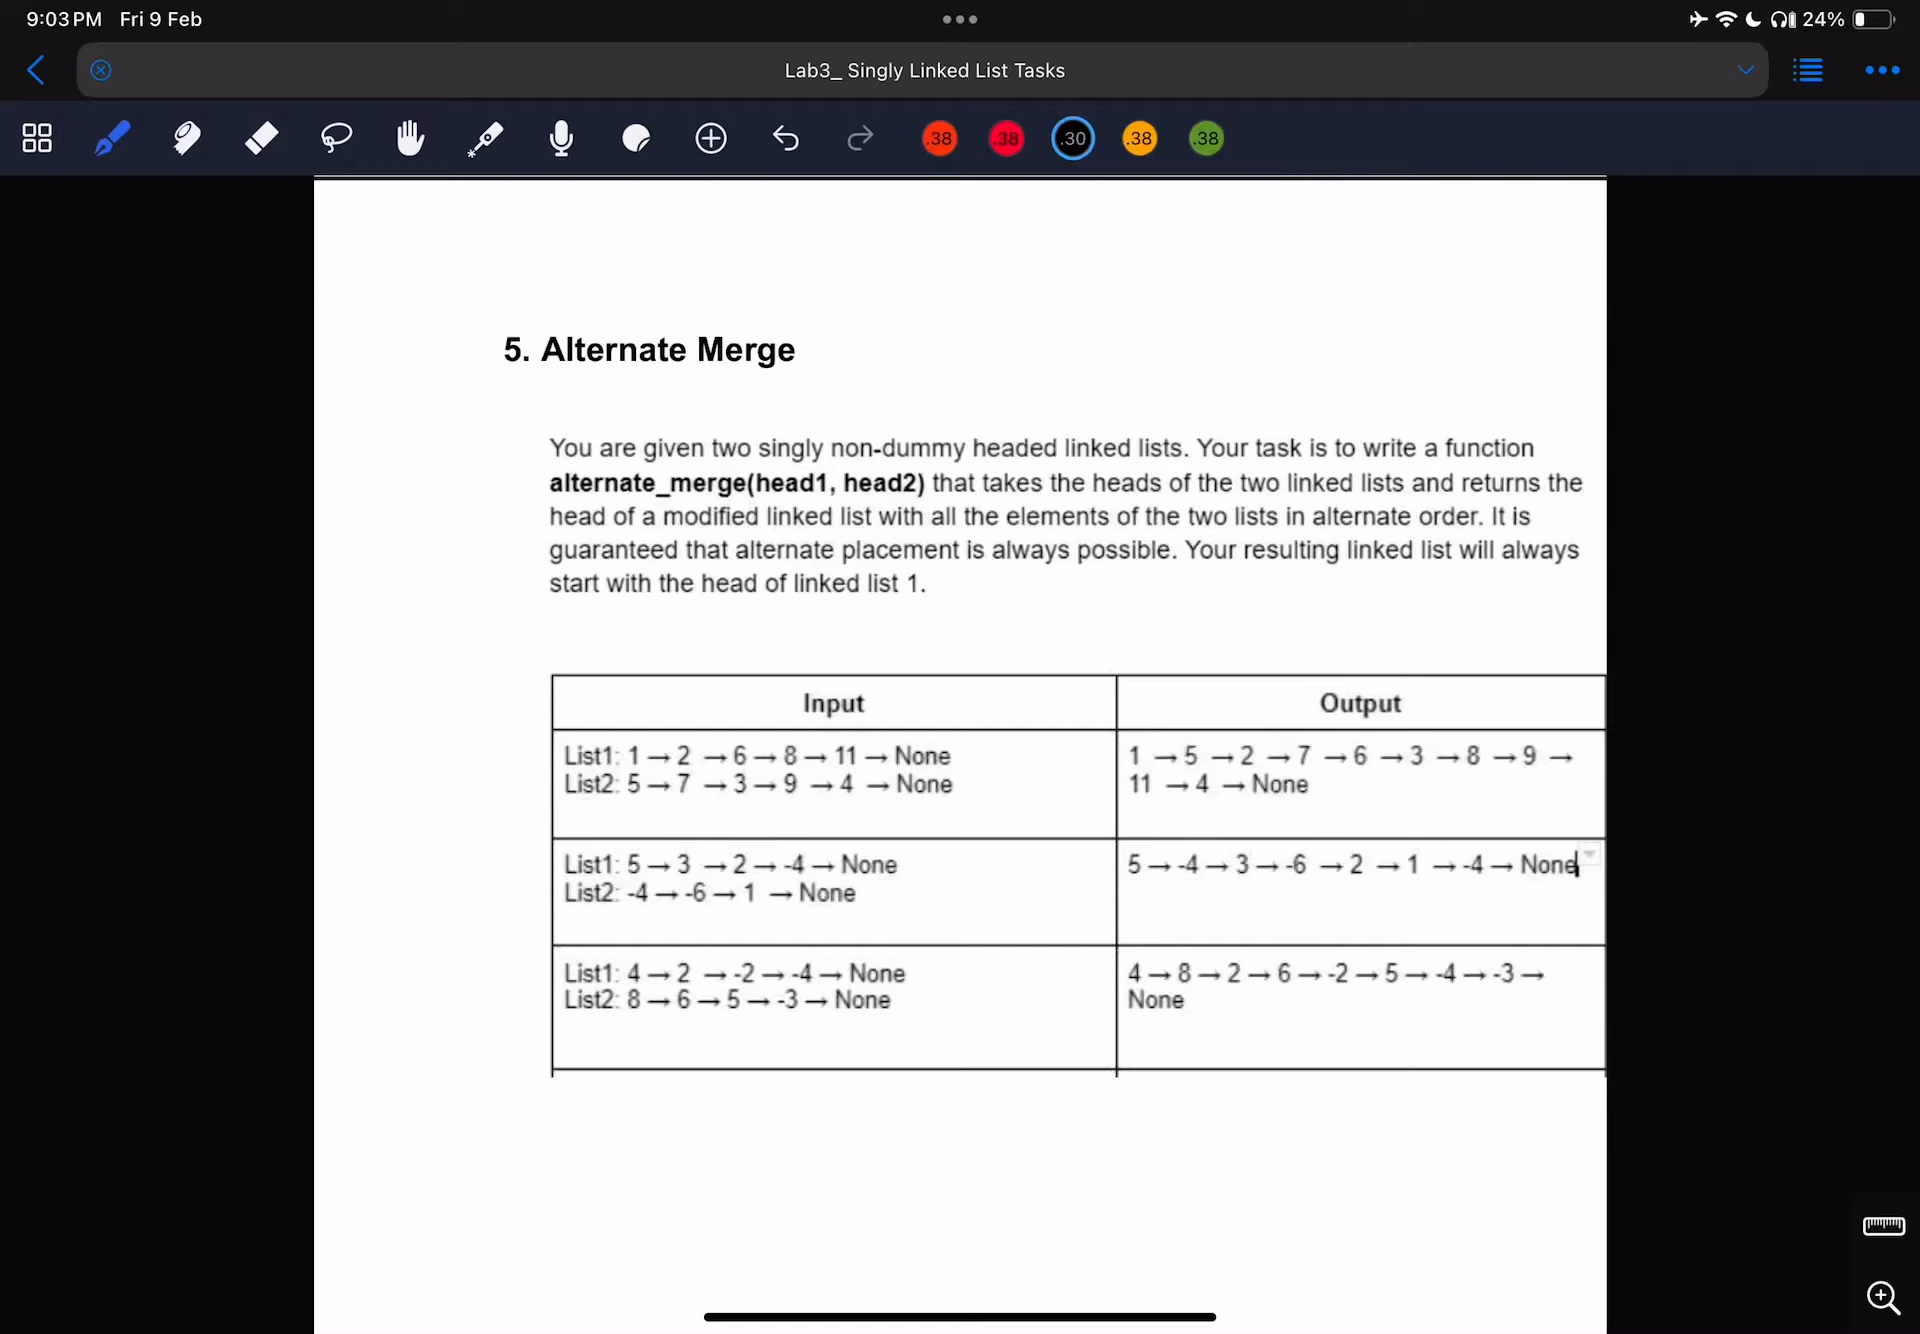 9:03 PM Fri 9 Feb
24%
Lab3_ Singly Linked List Tasks
.38 .38 .30 .38 .38
5. Alternate Merge
You are given two singly non-dummy headed linked lists. Your task is to write a function
alternate_merge(head1, head2) that takes the heads of the two linked lists and returns the
head of a modified linked list with all the elements of the two lists in alternate order. It is
guaranteed that alternate placement is always possible. Your resulting linked list will always
start with the head of linked list 1.
Input
Output
List1: 1 → 2 → 6 → 8 → 11 → None
List2: 5 → 7 → 3 → 9 → 4 → None
1 → 5 → 2 → 7 → 6 → 3 → 8 → 9 →
11 → 4 → None
List1: 5 → 3 → 2 → -4 → None
List2: -4 → -6 → 1 → None
5 → -4 → 3 → -6 → 2 → 1 → -4 → None
List1: 4 → 2 → -2 → -4 → None
List2: 8 → 6 → 5 → -3 → None
4 → 8 → 2 → 6 → -2 → 5 → -4 → -3 →
None